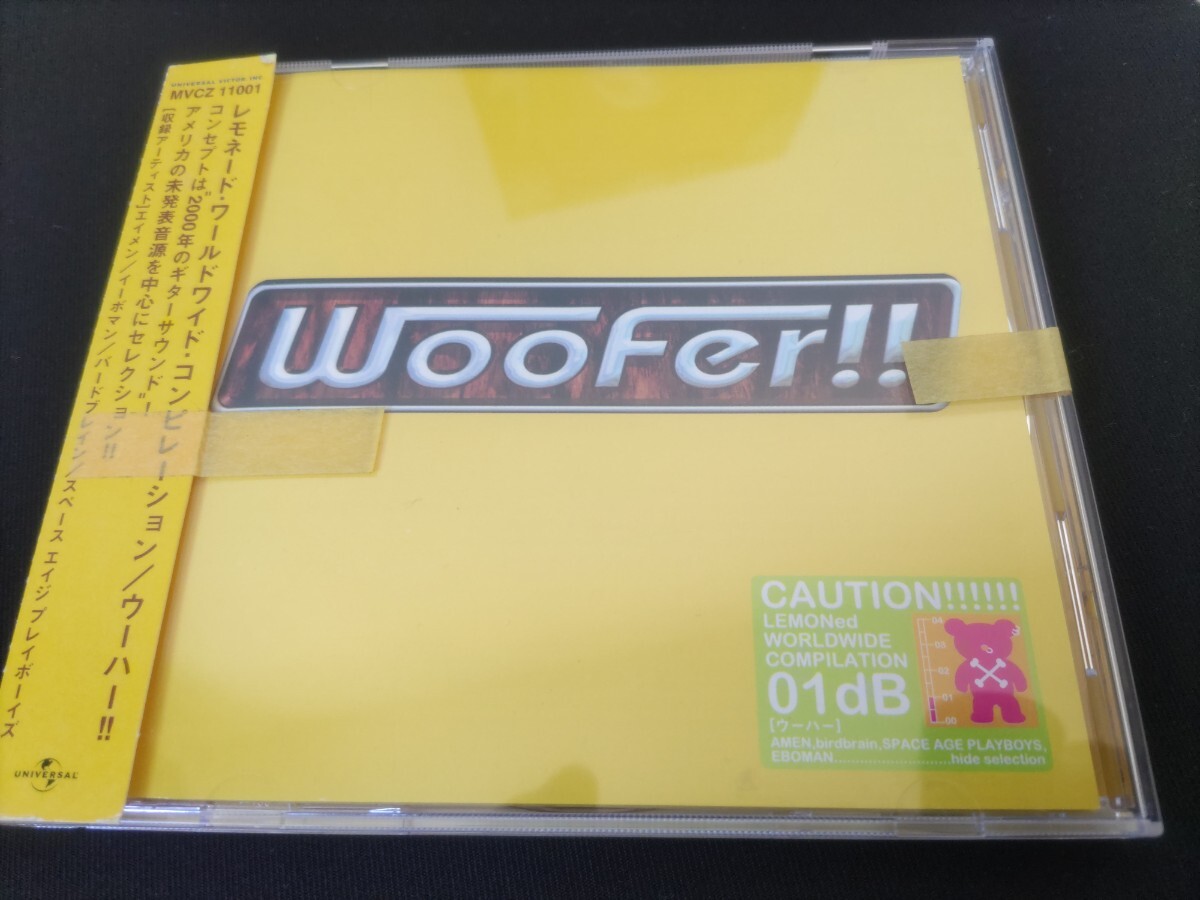 UNIVERSAL VICTOR INC
MVCZ 11001
レモネード・ワールドワイド・コンピレーション/ウーハー!!
コンセプトは"2000年のギターサウンド"!
アメリカの未発表音源を中心にセレクション!!
[収録アーティスト]エイメン/イーボマン/バードブレイン/スペース エイジ プレイボーイズ
UNIVERSAL
Woofer!!
CAUTION!!!!!!
LEMONed
WORLDWIDE
COMPILATION
01dB
[ウーハー]
AMEN,birdbrain,SPACE AGE PLAYBOYS,
EBOMAN...........................hide selection
04
03
02
01
00